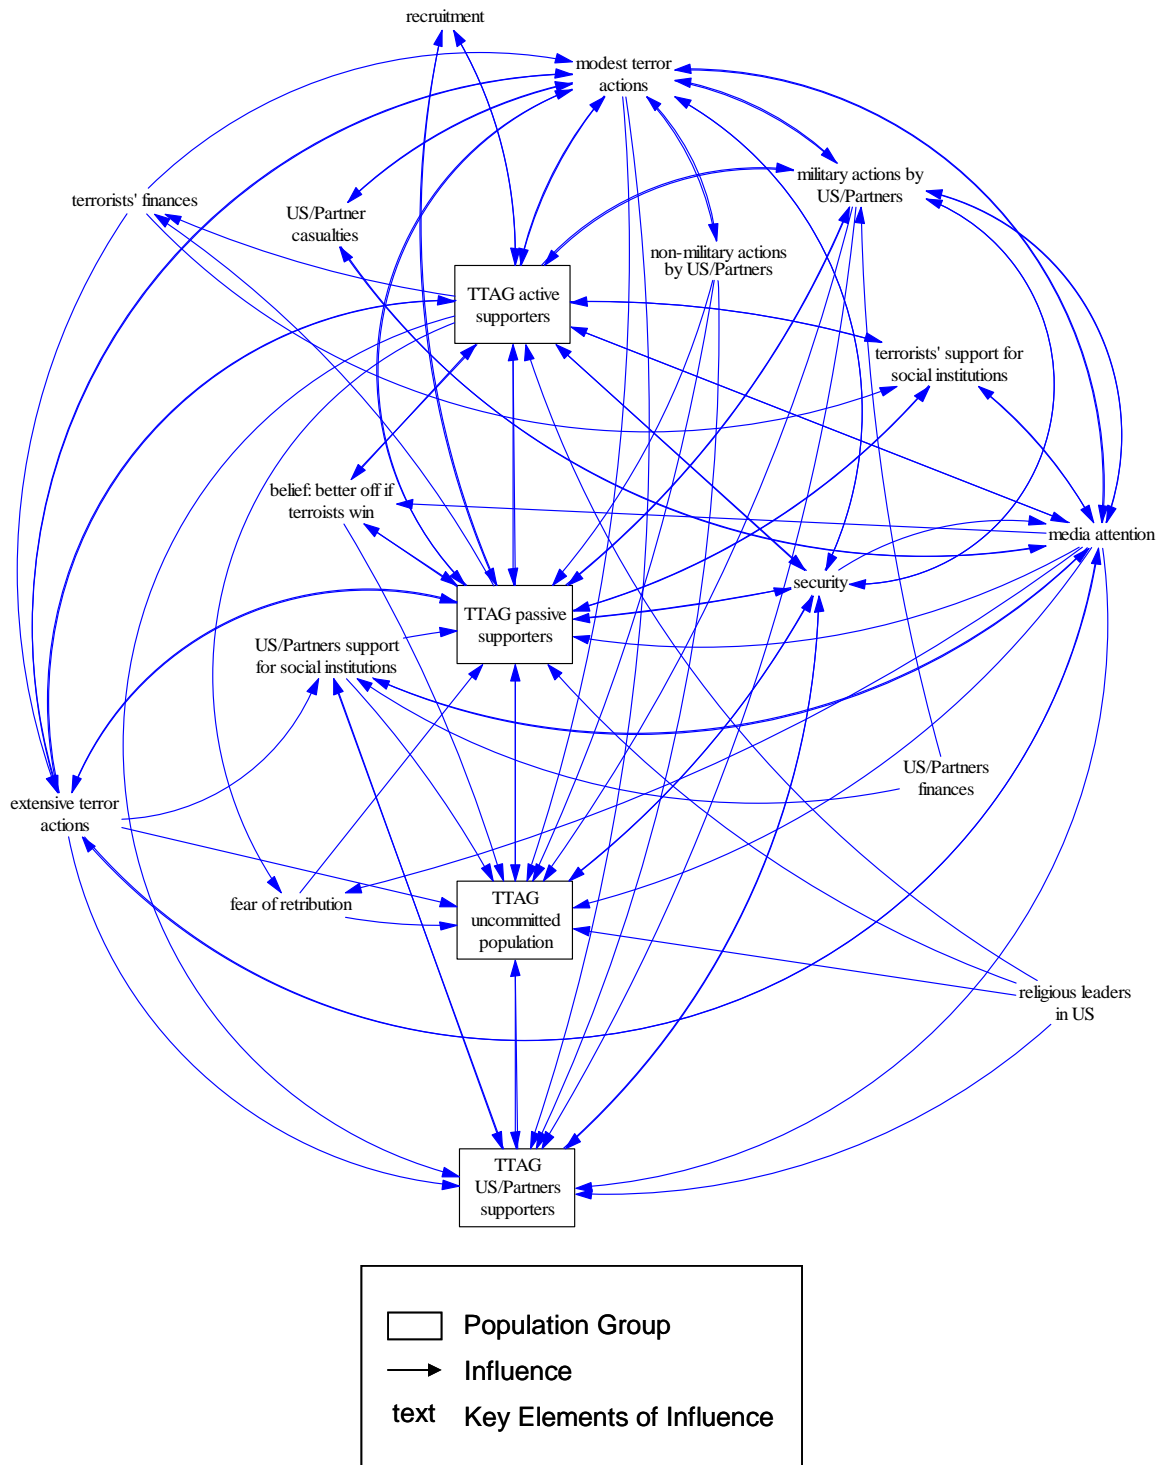 recruitment
modest terror
actions
military actions by
US/Partners
terrorists' finances
US/Partner
casualties
non-military actions
by US/Partners
TTAG active
supporters
terrorists' support for
social institutions
belief: better off if
terroists win
media attention
security
TTAG passive
supporters
US/Partners support
for social institutions
US/Partners
finances
extensive terror
actions
fear of retribution
TTAG
uncommitted
population
religious leaders
in US
TTAG
US/Partners
supporters
Population Group
Influence
text Key Elements of Influence